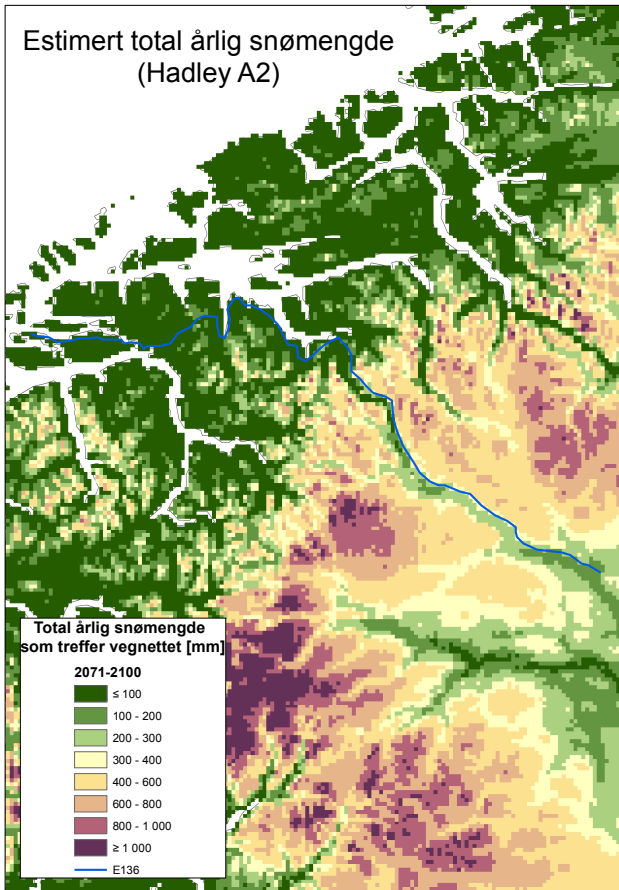 Estimert total årlig snømengde
(Hadley A2)
Total årlig snømengde
som treffer vegnettet [mm]
2071-2100
≤ 100
100 - 200
200 - 300
300 - 400
400 - 600
600 - 800
800 - 1 000
≥ 1 000
E136